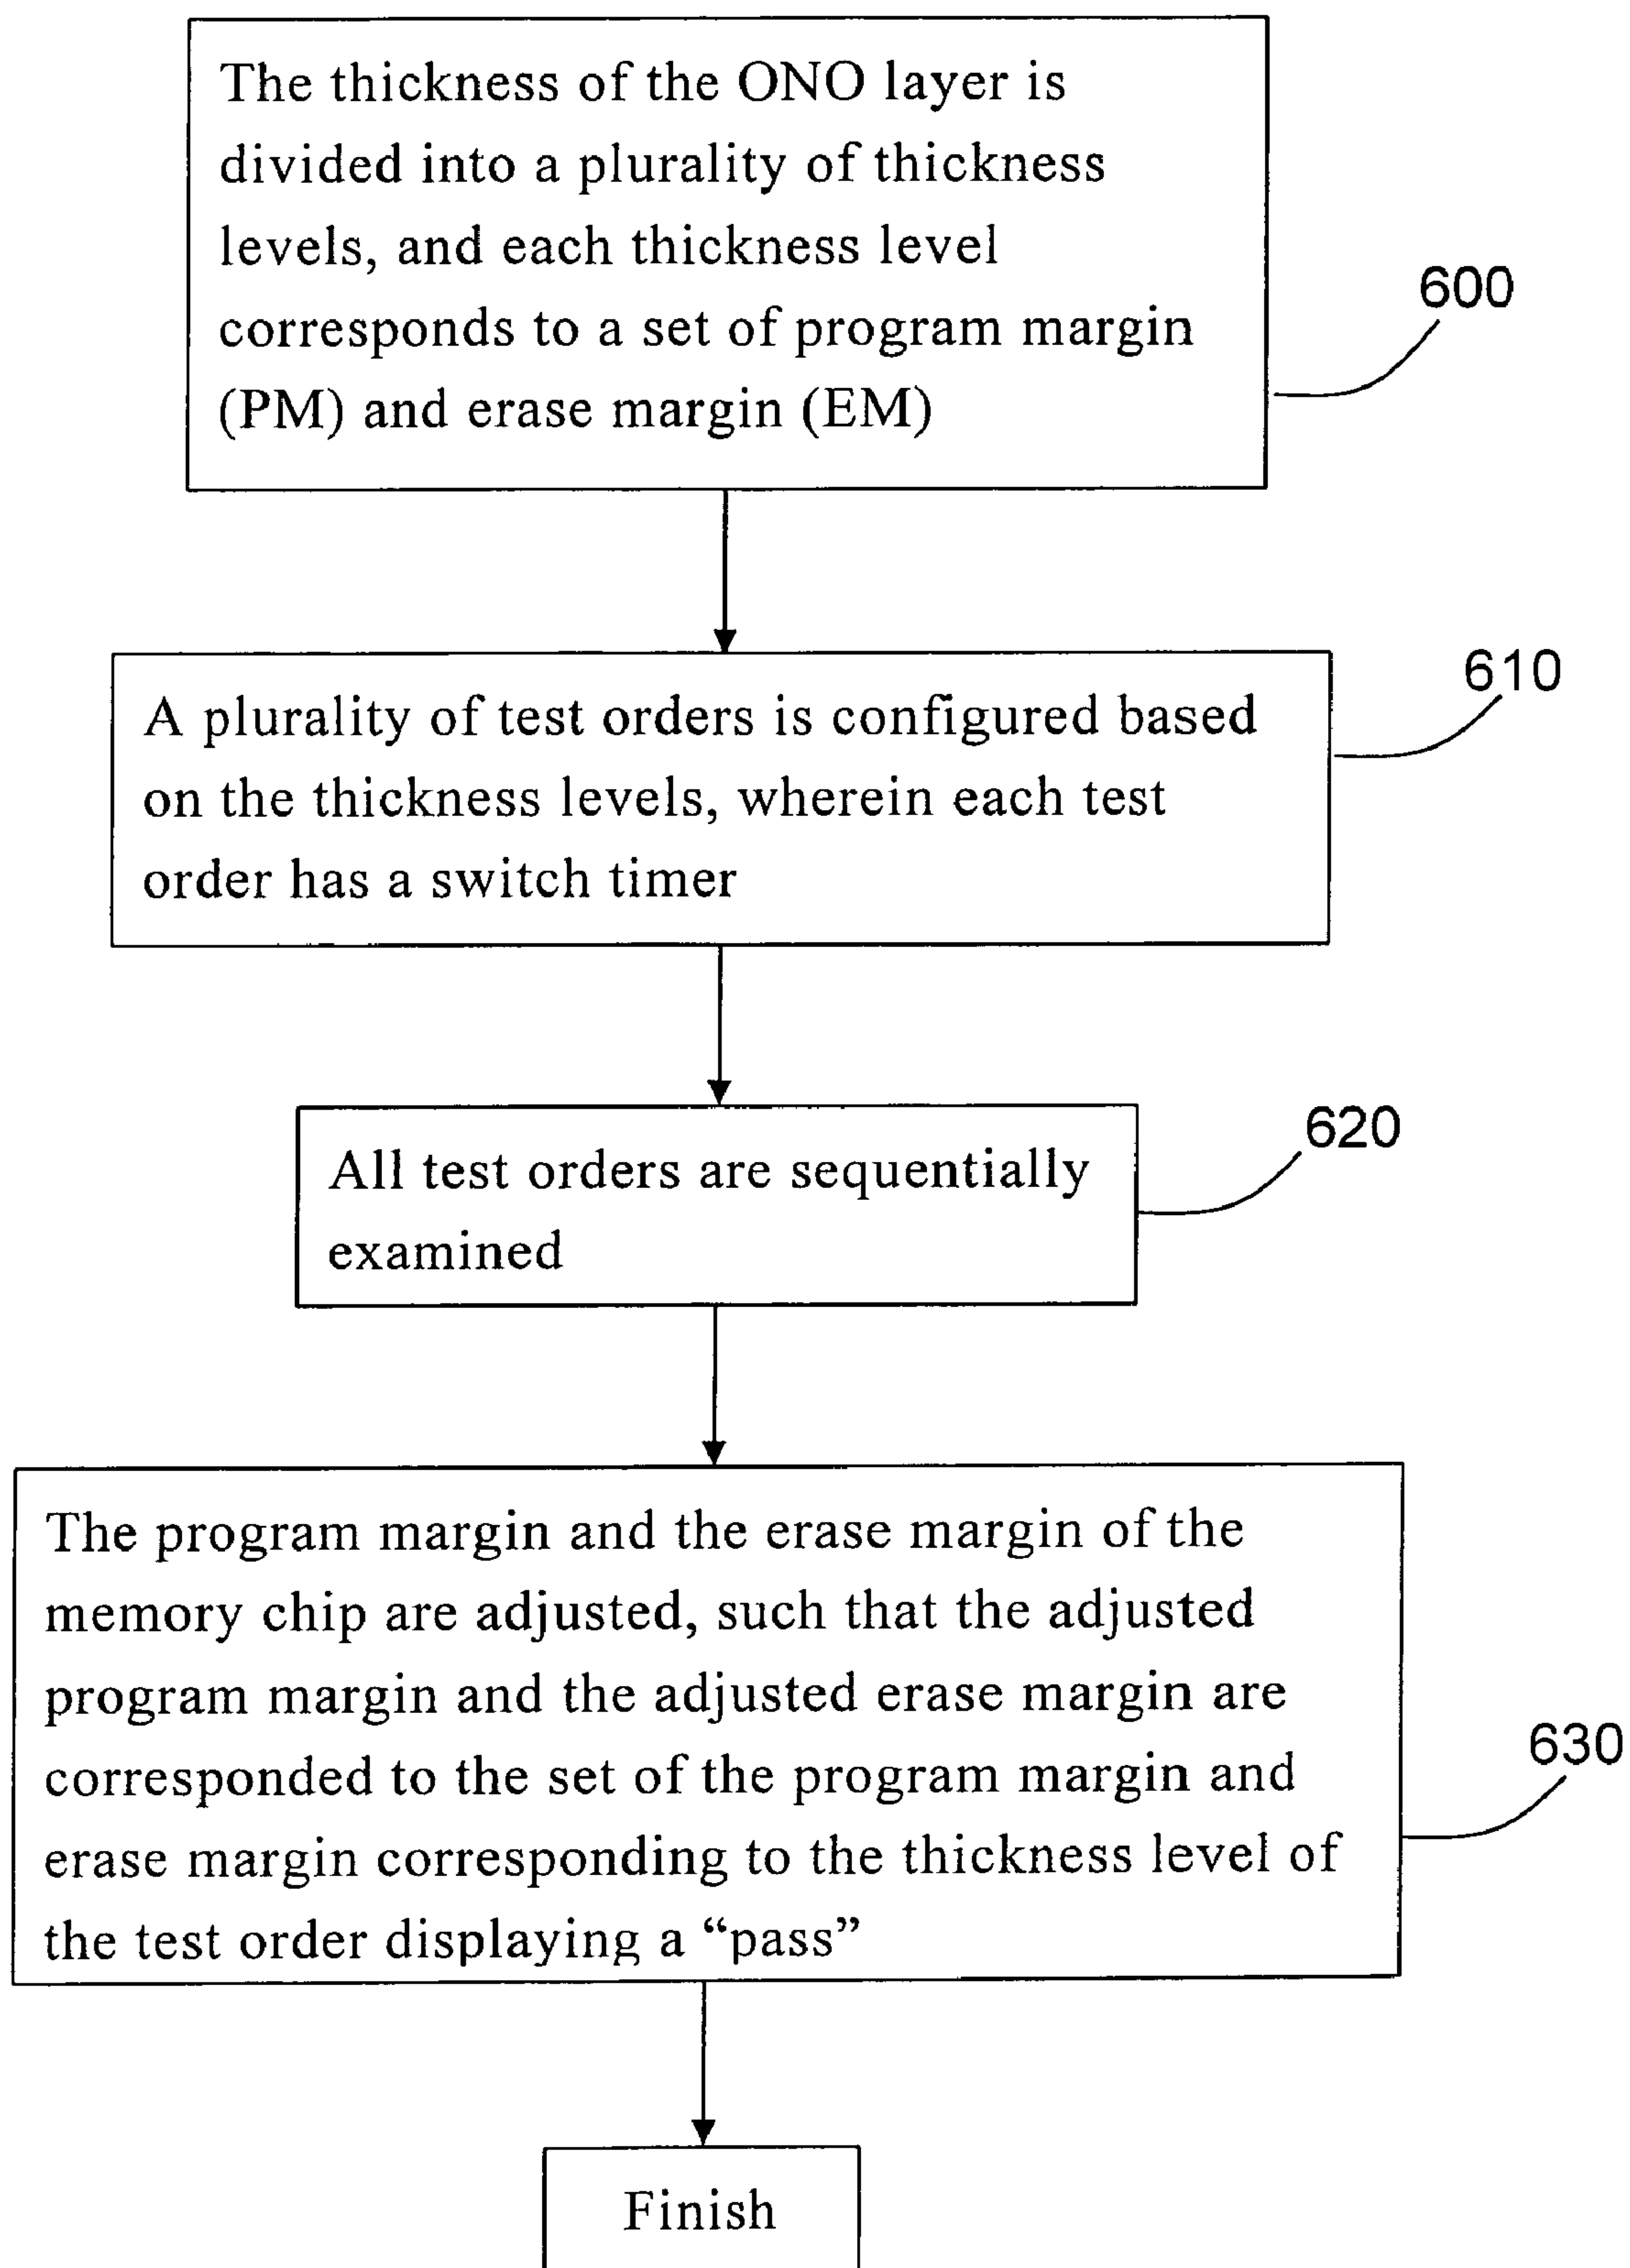 The thickness of the ONO layer is
divided into a plurality of thickness
levels, and each thickness level
corresponds to a set of program margin
(PM) and erase margin (EM)
600
A plurality of test orders is configured based
on the thickness levels, wherein each test
order has a switch timer
610
All test orders are sequentially
examined
620
The program margin and the erase margin of the
memory chip are adjusted, such that the adjusted
program margin and the adjusted erase margin are
corresponded to the set of the program margin and
erase margin corresponding to the thickness level of
the test order displaying a “pass”
630
Finish